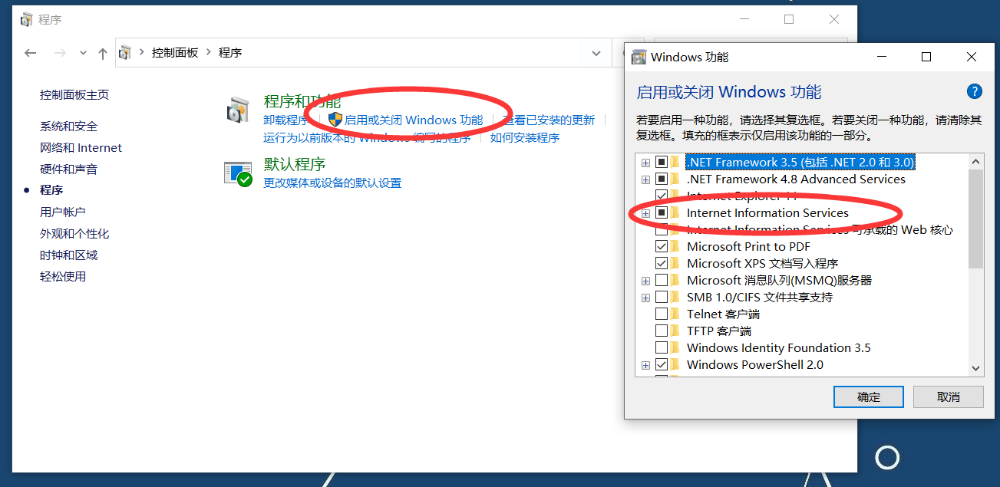 程序
控制面板 程序
控制面板主页
系统和安全
网络和 Internet
硬件和声音
程序
用户帐户
外观和个性化
时钟和区域
轻松使用
程序和功能
卸载程序 启用或关闭 Windows 功能 查看已安装的更新
运行为以前版本的 Windows 编写的程序 如何安装程序
默认程序
更改媒体或设备的默认设置
Windows 功能
启用或关闭 Windows 功能
?
若要启用一种功能，请选择其复选框。若要关闭一种功能，请清除其
复选框。填充的框表示仅启用该功能的一部分。
.NET Framework 3.5 (包括 .NET 2.0 和 3.0)
.NET Framework 4.8 Advanced Services
Internet Explorer 11
Internet Information Services
Internet Information Services 可承载的 Web 核心
Microsoft Print to PDF
Microsoft XPS 文档写入程序
Microsoft 消息队列(MSMQ)服务器
SMB 1.0/CIFS 文件共享支持
Telnet 客户端
TFTP 客户端
Windows Identity Foundation 3.5
Windows PowerShell 2.0
确定 取消